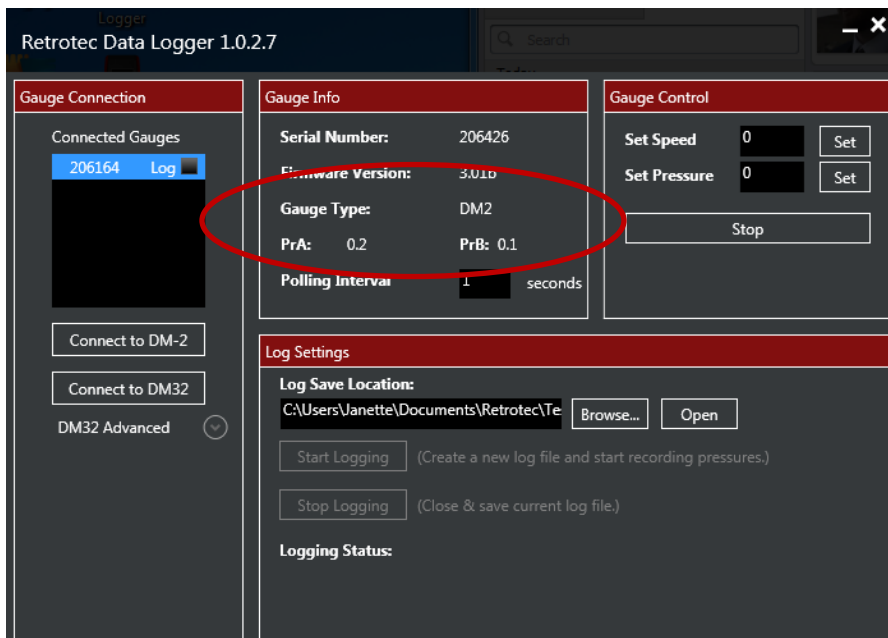 Logger
Retrotec Data Logger 1.0.2.7
Search
Gauge Connection
Connected Gauges
206164 Log
Connect to DM-2
Connect to DM32
DM32 Advanced
Gauge Info
Serial Number: 206426
Firmware Version: 3.01b
Gauge Type: DM2
PrA: 0.2 PrB: 0.1
Polling Interval 1 seconds
Gauge Control
Set Speed 0 Set
Set Pressure 0 Set
Stop
Log Settings
Log Save Location:
C:\Users\Janette\Documents\Retrotec\Te Browse... Open
Start Logging (Create a new log file and start recording pressures.)
Stop Logging (Close & save current log file.)
Logging Status: